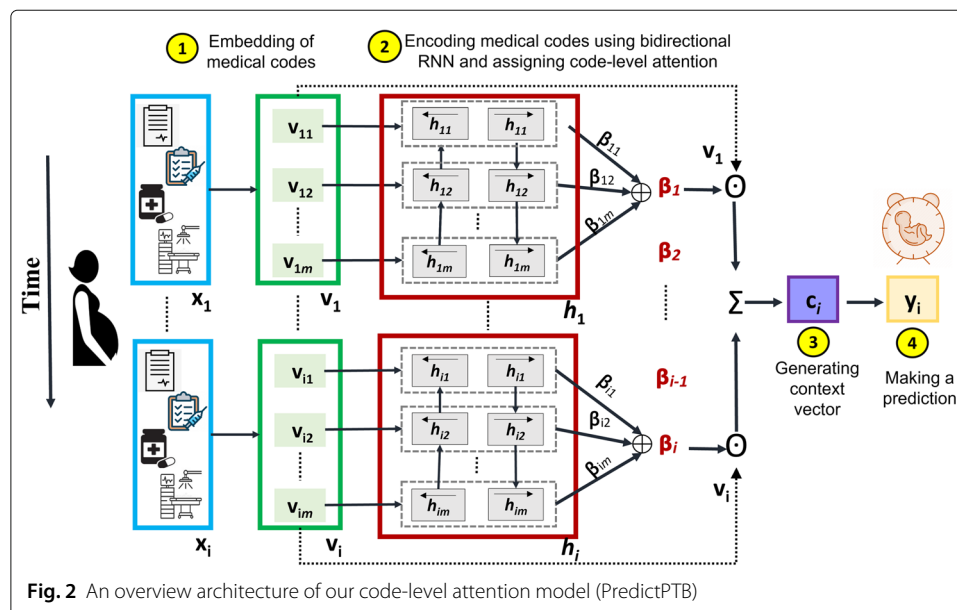 1 Embedding of medical codes
2 Encoding medical codes using bidirectional RNN and assigning code-level attention
Time
x₁
v₁₁
v₁₂
v₁ₘ
v₁
h₁₁ h₁₁
h₁₂ h₁₂
h₁ₘ h₁ₘ
h₁
β₁₁
β₁₂
β₁ₘ
⊕
β₁
β₂
βᵢ₋₁
βᵢ
v₁
⊙
Σ
cᵢ
yᵢ
3
Generating
context
vector
4
Making a
prediction
xᵢ
vᵢ₁
vᵢ₂
vᵢₘ
vᵢ
hᵢ₁ hᵢ₁
hᵢ₂ hᵢ₂
hᵢₘ hᵢₘ
hᵢ
βᵢ₁
βᵢ₂
βᵢₘ
⊕
⊙
vᵢ
Fig. 2 An overview architecture of our code-level attention model (PredictPTB)